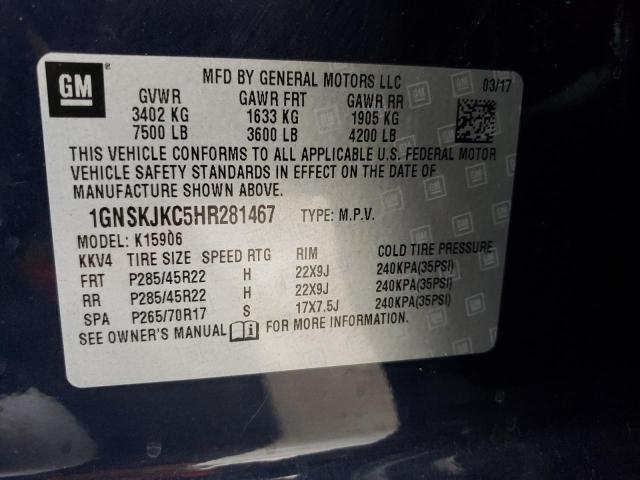 GM
MFD BY GENERAL MOTORS LLC 03/17
GVWR GAWR FRT GAWR RR
3402 KG 1633 KG 1905 KG
7500 LB 3600 LB 4200 LB
THIS VEHICLE CONFORMS TO ALL APPLICABLE U.S. FEDERAL MOTOR
VEHICLE SAFETY STANDARDS IN EFFECT ON THE DATE OF
MANUFACTURE SHOWN ABOVE.
1GNSKJKC5HR281467 TYPE: M.P.V.
MODEL: K15906
KKV4 TIRE SIZE SPEED RTG RIM COLD TIRE PRESSURE
FRT P285/45R22 H 22X9J 240KPA(35PSI)
RR P285/45R22 H 22X9J 240KPA(35PSI)
SPA P265/70R17 S 17X7.5J 240KPA(35PSI)
SEE OWNER'S MANUAL FOR MORE INFORMATION.